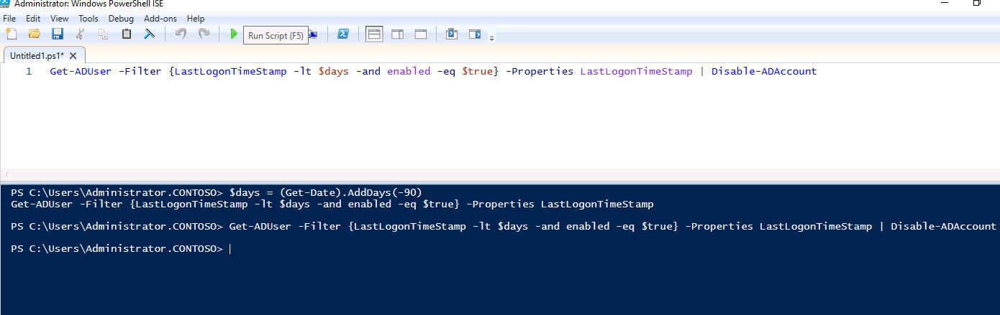 Administrator: Windows PowerShell ISE
File Edit View Tools Debug Add-ons Help
Run Script (F5)
Untitled1.ps1*
1 Get-ADUser -Filter {LastLogonTimeStamp -lt $days -and enabled -eq $true} -Properties LastLogonTimeStamp | Disable-ADAccount
PS C:\Users\Administrator.CONTOSO> $days = (Get-Date).AddDays(-90)
Get-ADUser -Filter {LastLogonTimeStamp -lt $days -and enabled -eq $true} -Properties LastLogonTimeStamp
PS C:\Users\Administrator.CONTOSO> Get-ADUser -Filter {LastLogonTimeStamp -lt $days -and enabled -eq $true} -Properties LastLogonTimeStamp | Disable-ADAccount
PS C:\Users\Administrator.CONTOSO>